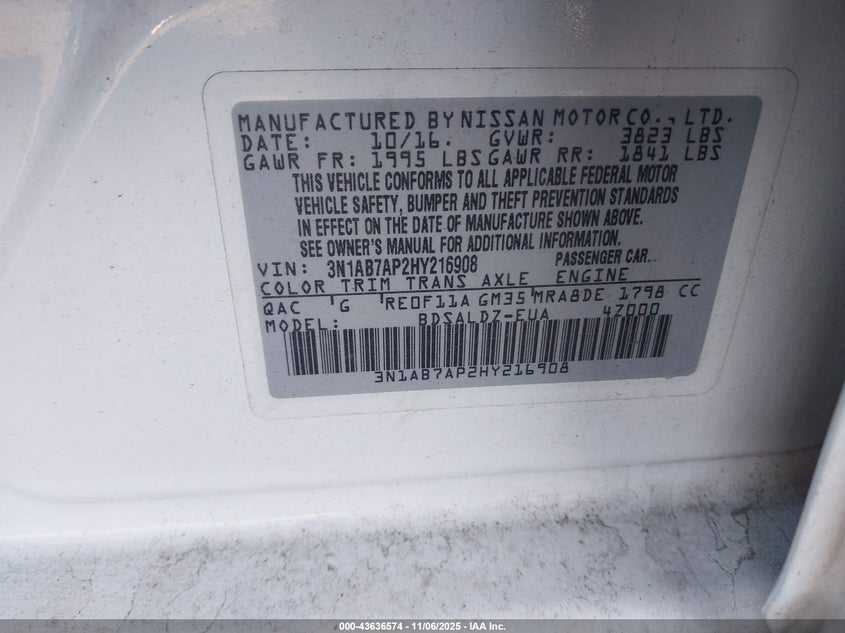 MANUFACTURED BY NISSAN MOTOR CO., LTD.
DATE: 10/16. GVWR: 3823 LBS
GAWR FR: 1995 LBS GAWR RR: 1841 LBS
THIS VEHICLE CONFORMS TO ALL APPLICABLE FEDERAL MOTOR
VEHICLE SAFETY, BUMPER AND THEFT PREVENTION STANDARDS
IN EFFECT ON THE DATE OF MANUFACTURE SHOWN ABOVE.
SEE OWNER'S MANUAL FOR ADDITIONAL INFORMATION.
VIN: 3N1AB7AP2HY216908 PASSENGER CAR.
COLOR TRIM TRANS AXLE ENGINE
QAC G RE0F11A GM35 MRA8DE 1798 CC
MODEL: BDSALDZ-EUA 4Z000
3N1AB7AP2HY216908
000-43636574 - 11/06/2025 - IAA Inc.